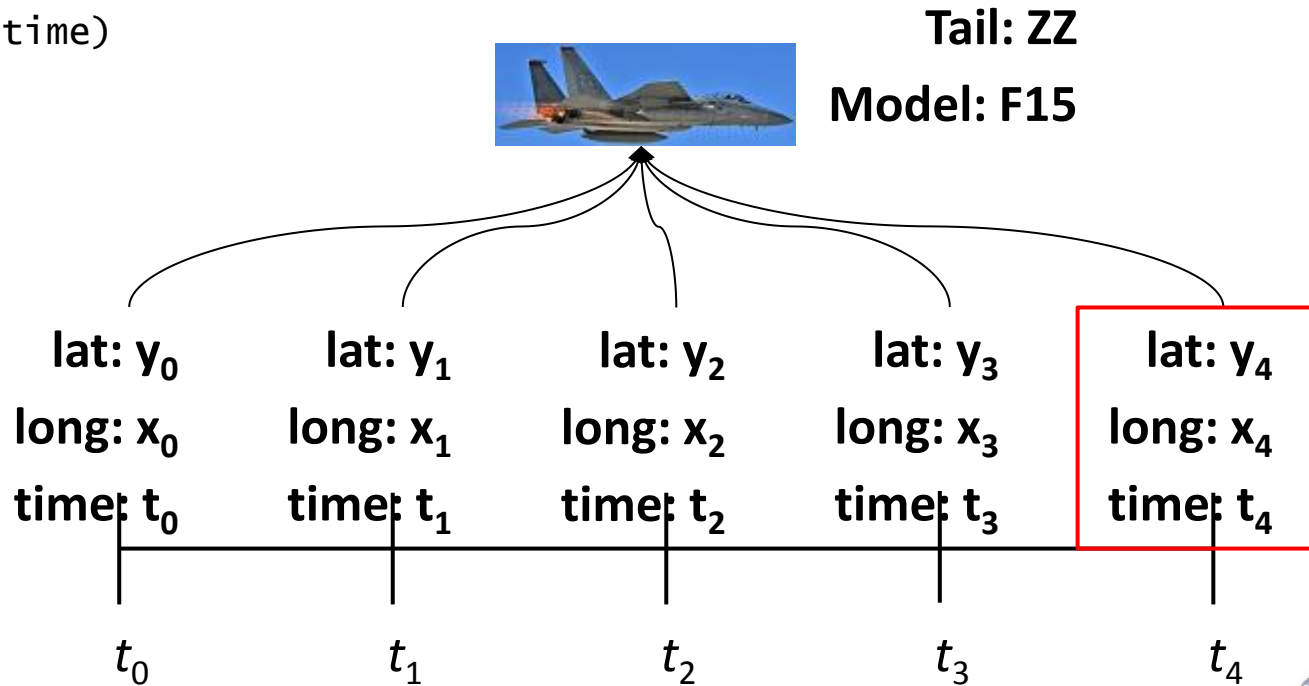 time)
Tail: ZZ
Model: F15
lat: y₀ lat: y₁ lat: y₂ lat: y₃ lat: y₄
long: x₀ long: x₁ long: x₂ long: x₃ long: x₄
time: t₀ time: t₁ time: t₂ time: t₃ time: t₄
t₀ t₁ t₂ t₃ t₄